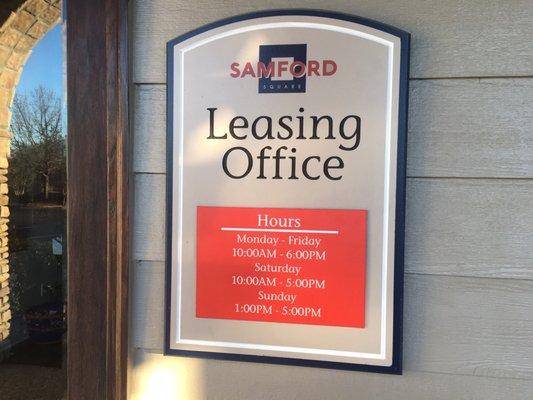 SAMFORD
SQUARE
Leasing
Office
Hours
Monday - Friday
10:00AM - 6:00PM
Saturday
10:00AM - 5:00PM
Sunday
1:00PM - 5:00PM